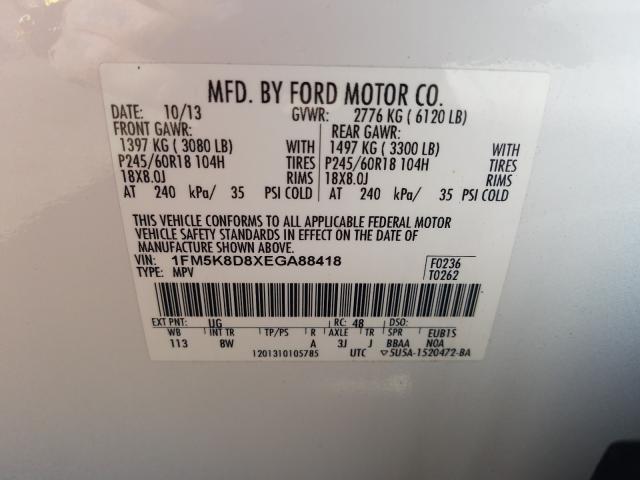 MFD. BY FORD MOTOR CO.
DATE: 10/13 GVWR: 2776 KG ( 6120 LB)
FRONT GAWR: REAR GAWR:
1397 KG ( 3080 LB) WITH 1497 KG ( 3300 LB) WITH
P245/60R18 104H TIRES P245/60R18 104H TIRES
18X8.0J RIMS 18X8.0J RIMS
AT 240 kPa/ 35 PSI COLD AT 240 kPa/ 35 PSI COLD
THIS VEHICLE CONFORMS TO ALL APPLICABLE FEDERAL MOTOR
VEHICLE SAFETY STANDARDS IN EFFECT ON THE DATE OF
MANUFACTURE SHOWN ABOVE.
VIN: 1FM5K8D8XEGA88418 F0236
TYPE: MPV T0262
EXT PNT: UG RC: 48 DSO:
WB INT TR TP/PS R AXLE TR SPR EUB1S
113 8W A 3J J BBAA N0A
1201310105785 UTC ▽5U5A-1520472-BA